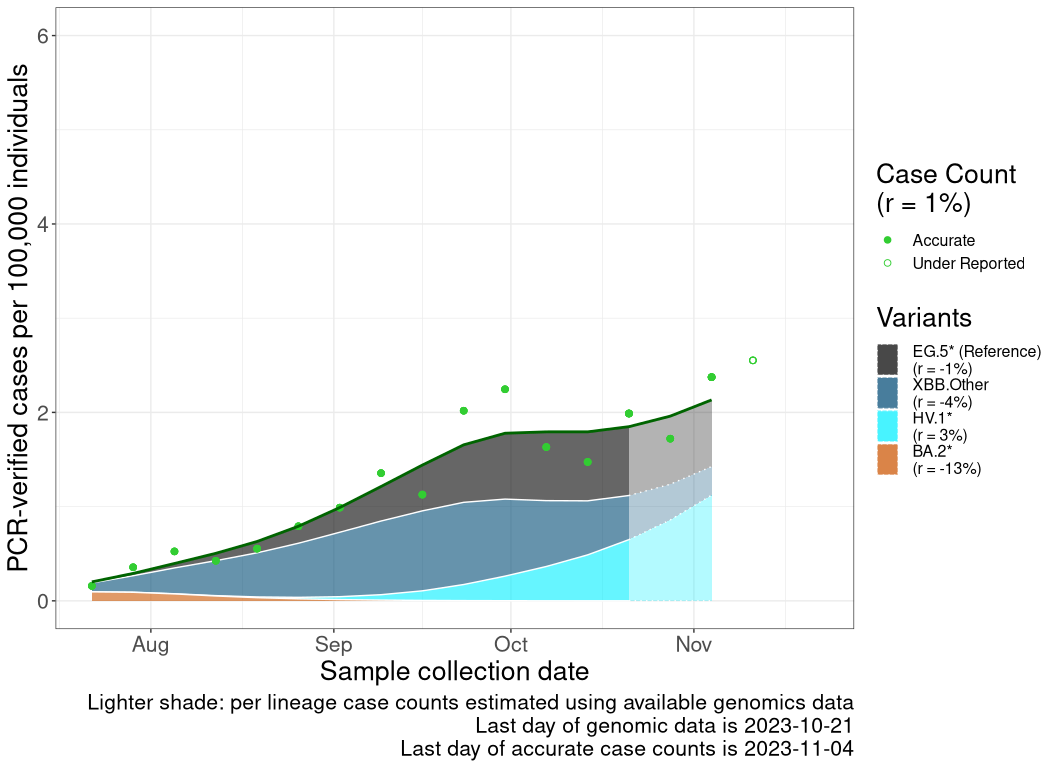 PCR-verified cases per 100,000 individuals
6
4
2
0
Aug
Sep
Oct
Nov
Sample collection date
Lighter shade: per lineage case counts estimated using available genomics data
Last day of genomic data is 2023-10-21
Last day of accurate case counts is 2023-11-04
Case Count
(r = 1%)
Accurate
Under Reported
Variants
EG.5* (Reference)
(r = -1%)
XBB.Other
(r = -4%)
HV.1*
(r = 3%)
BA.2*
(r = -13%)